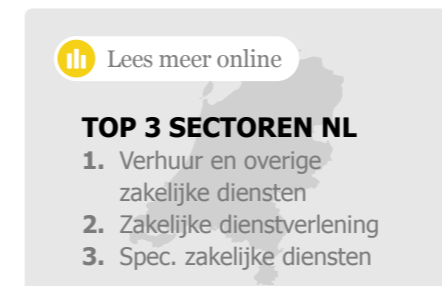 Lees meer online
TOP 3 SECTOREN NL
1. Verhuur en overige
zakelijke diensten
2. Zakelijke dienstverlening
3. Spec. zakelijke diensten